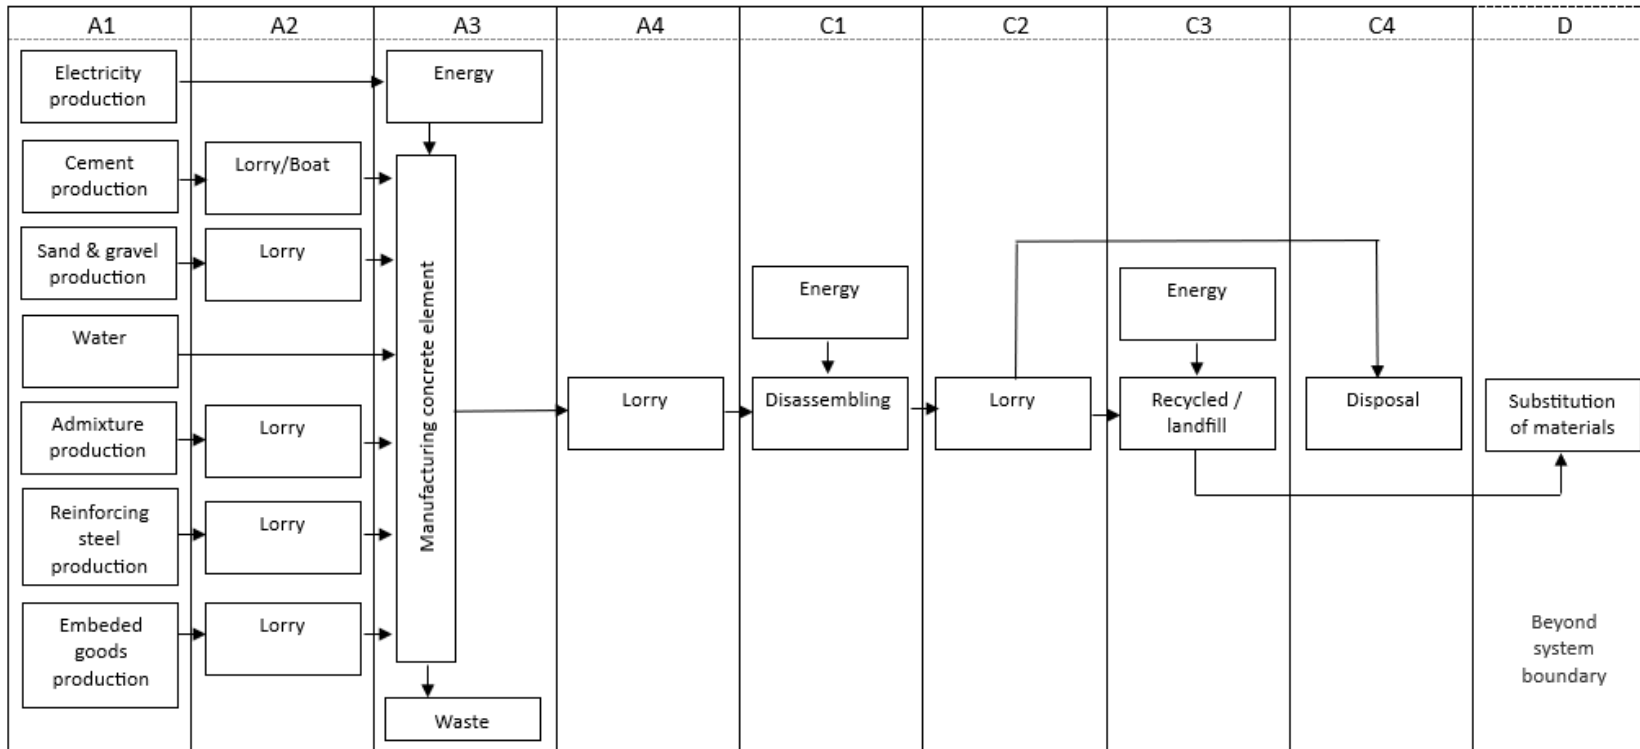 A1
A2
A3
A4
C1
C2
C3
C4
D
Electricity
production
Energy
Cement
production
Lorry/Boat
Sand & gravel
production
Lorry
Water
Admixture
production
Lorry
Reinforcing
steel
production
Lorry
Embeded
goods
production
Lorry
Manufacturing concrete element
Waste
Lorry
Energy
Disassembling
Lorry
Energy
Recycled /
landfill
Disposal
Substitution
of materials
Beyond
system
boundary